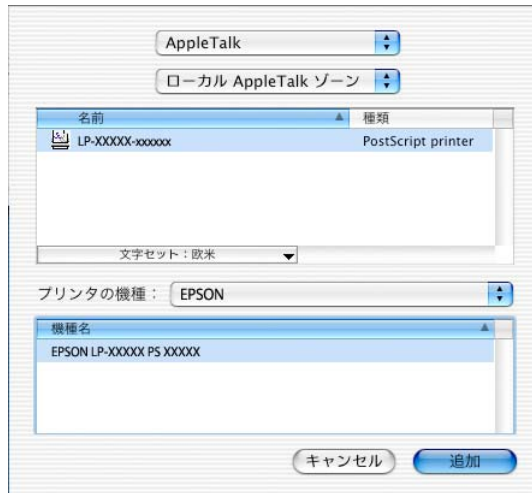 AppleTalk
ローカル AppleTalk ゾーン
名前 種類
LP-XXXXX-xxxxxx PostScript printer
文字セット：欧米
プリンタの機種： EPSON
機種名
EPSON LP-XXXXX PS XXXXX
キャンセル 追加